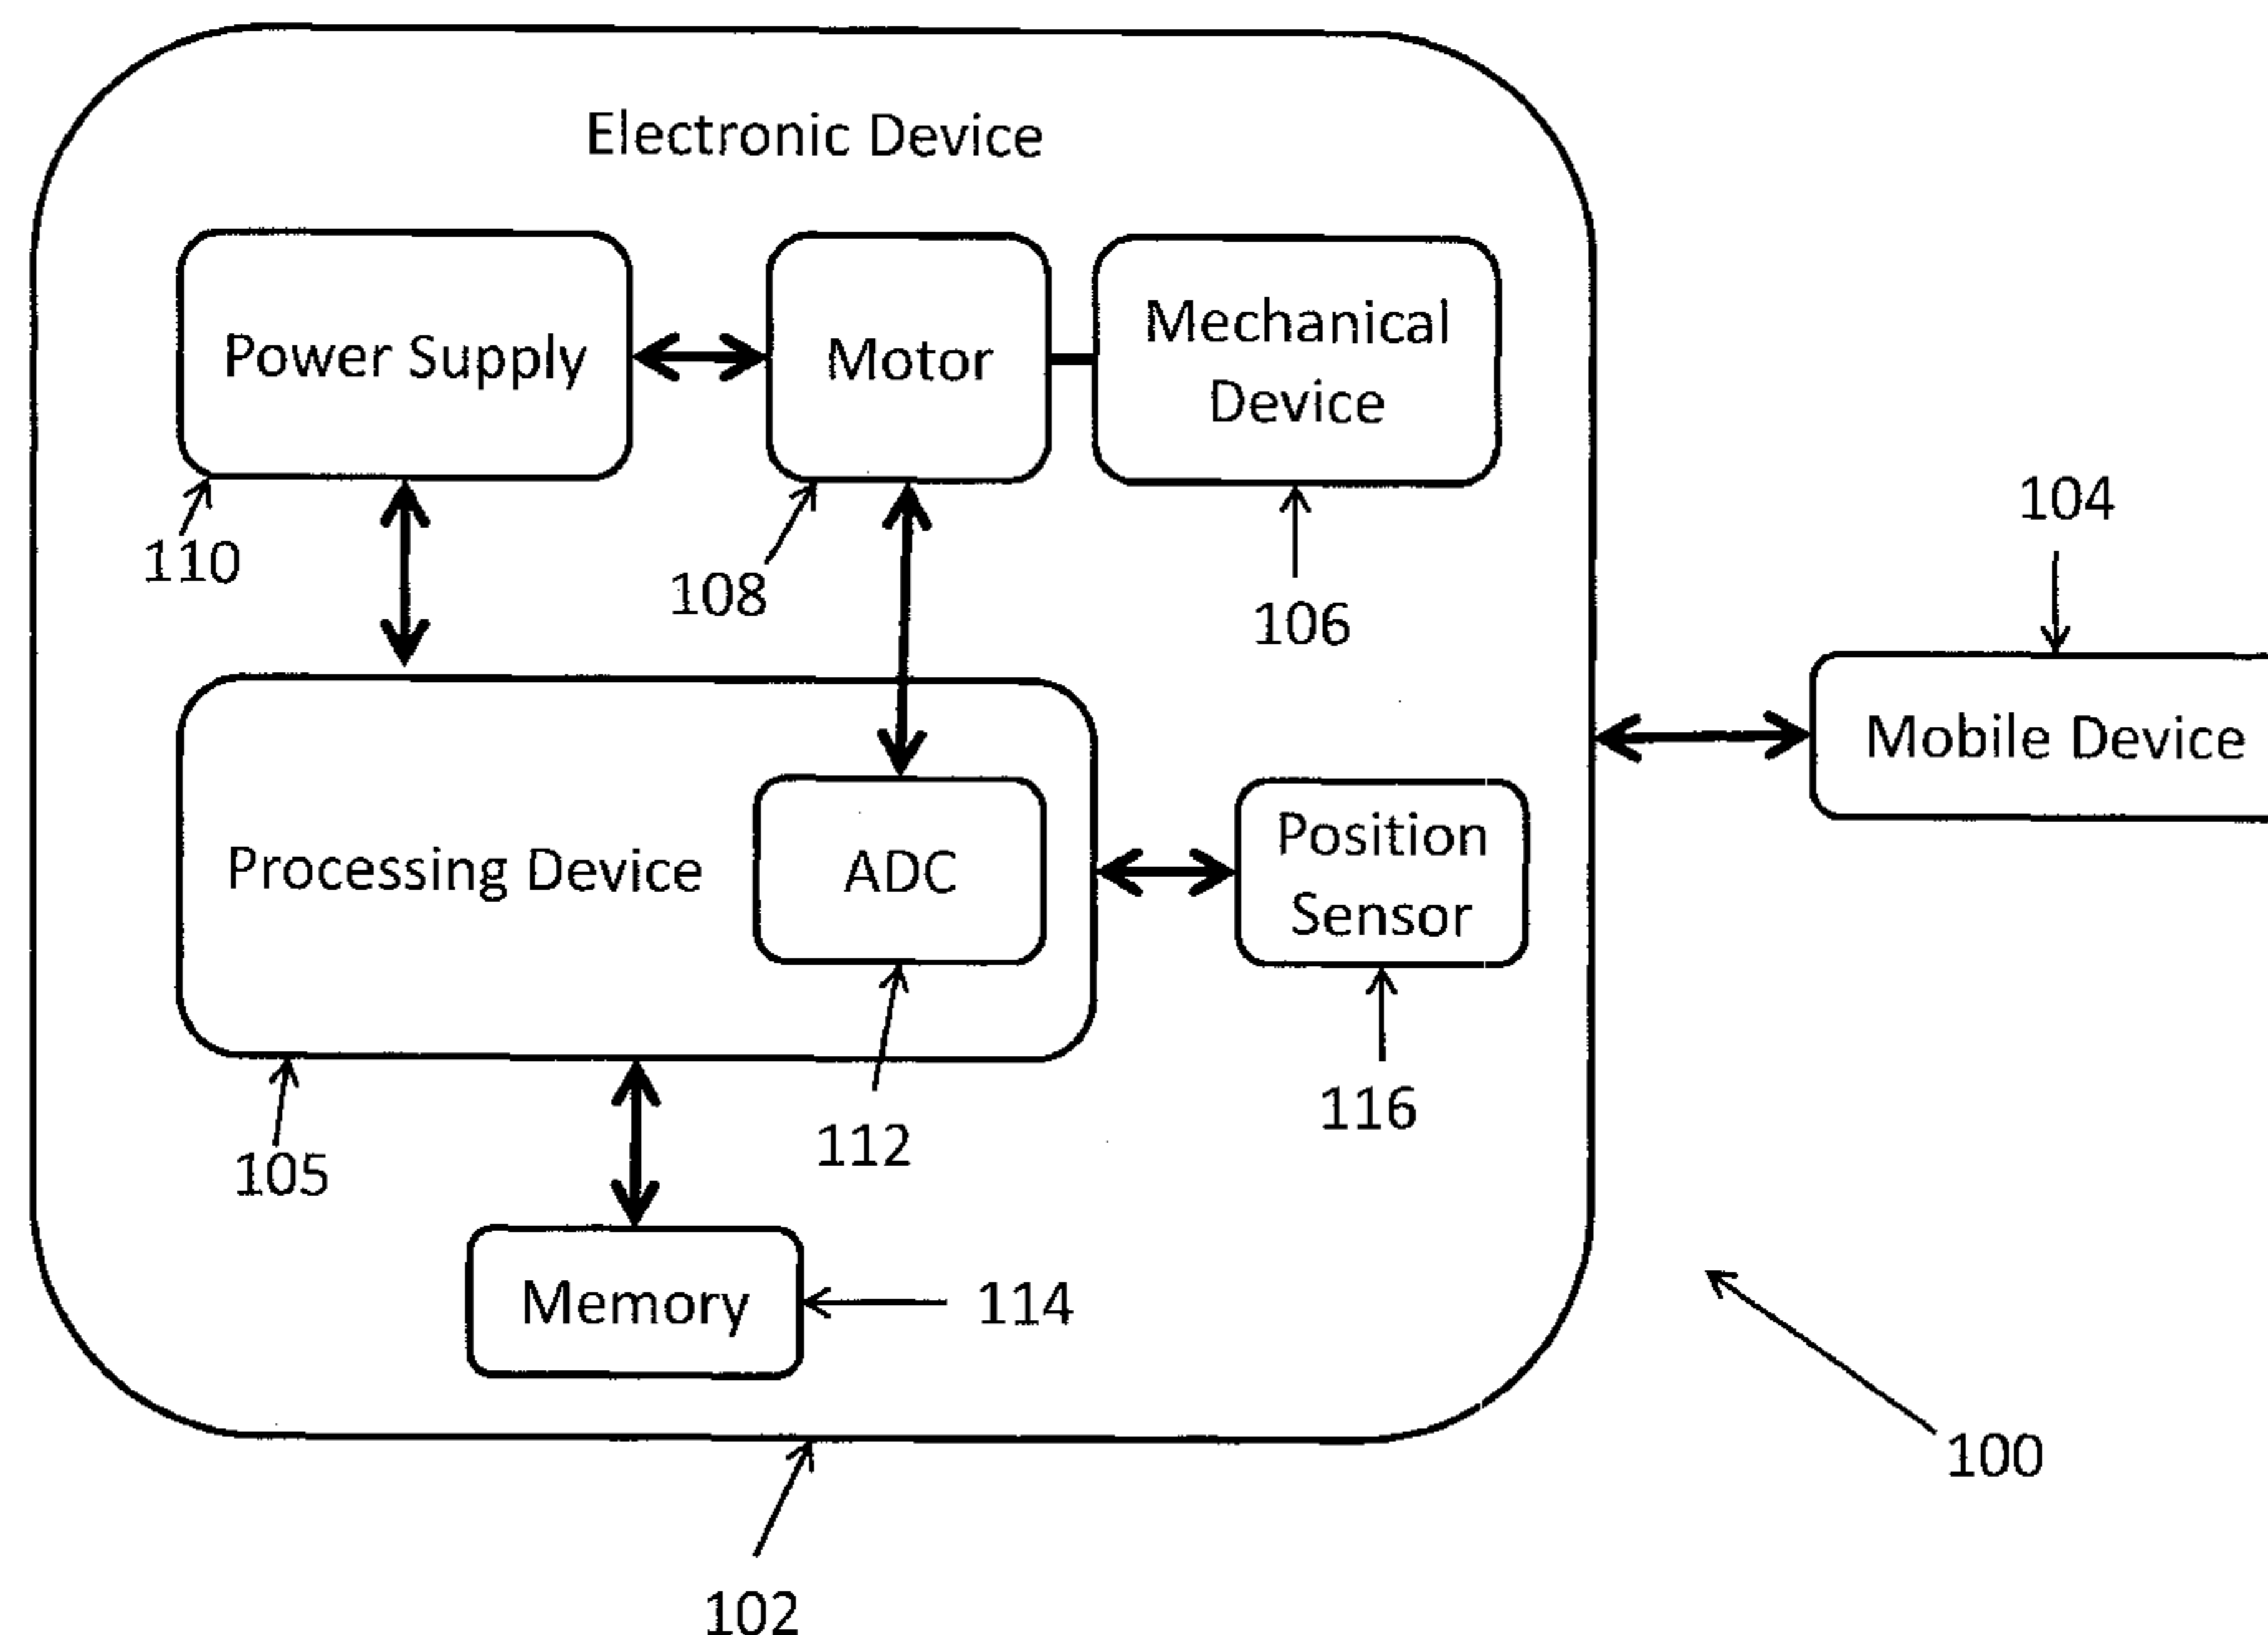 Electronic Device
Power Supply
Motor
Mechanical
Device
110
108
106
104
Mobile Device
Processing Device
ADC
Position
Sensor
105
112
116
Memory
114
100
102